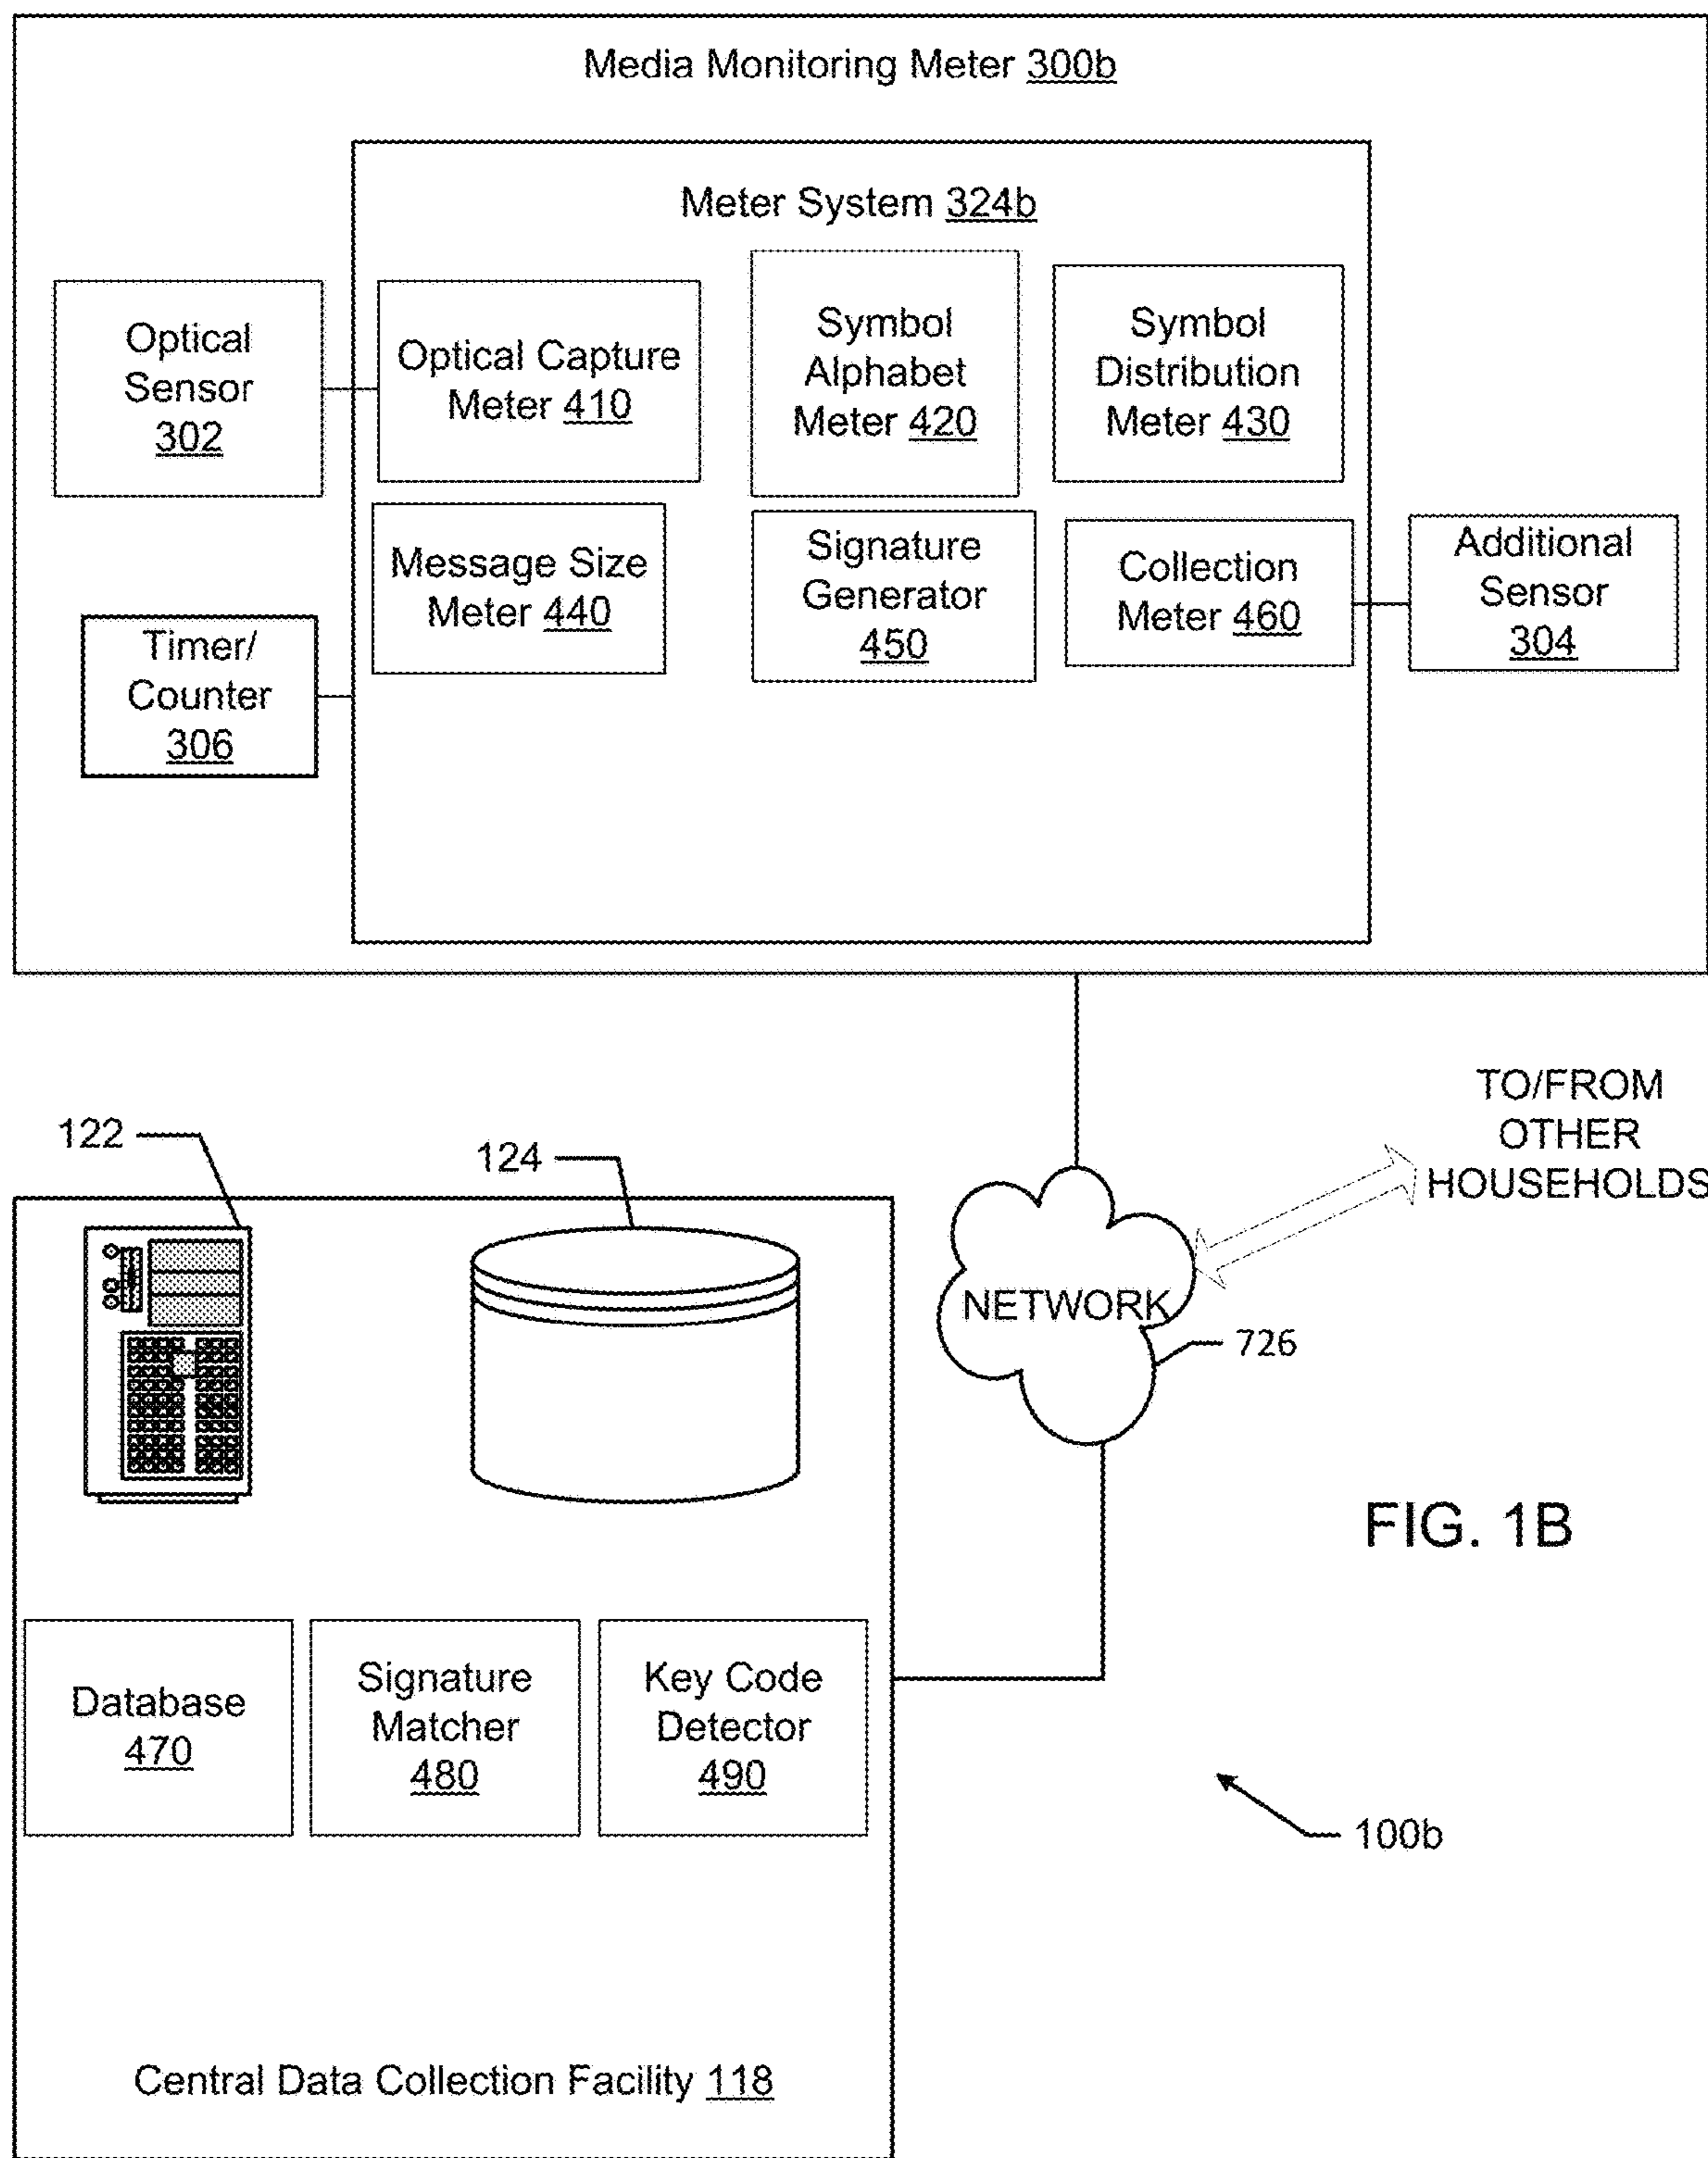 Media Monitoring Meter 300b
Meter System 324b
Optical
Sensor
302
Optical Capture
Meter 410
Symbol
Alphabet
Meter 420
Symbol
Distribution
Meter 430
Message Size
Meter 440
Signature
Generator
450
Collection
Meter 460
Additional
Sensor
304
Timer/
Counter
306
TO/FROM
OTHER
HOUSEHOLDS
122
124
NETWORK
726
FIG. 1B
Database
470
Signature
Matcher
480
Key Code
Detector
490
100b
Central Data Collection Facility 118